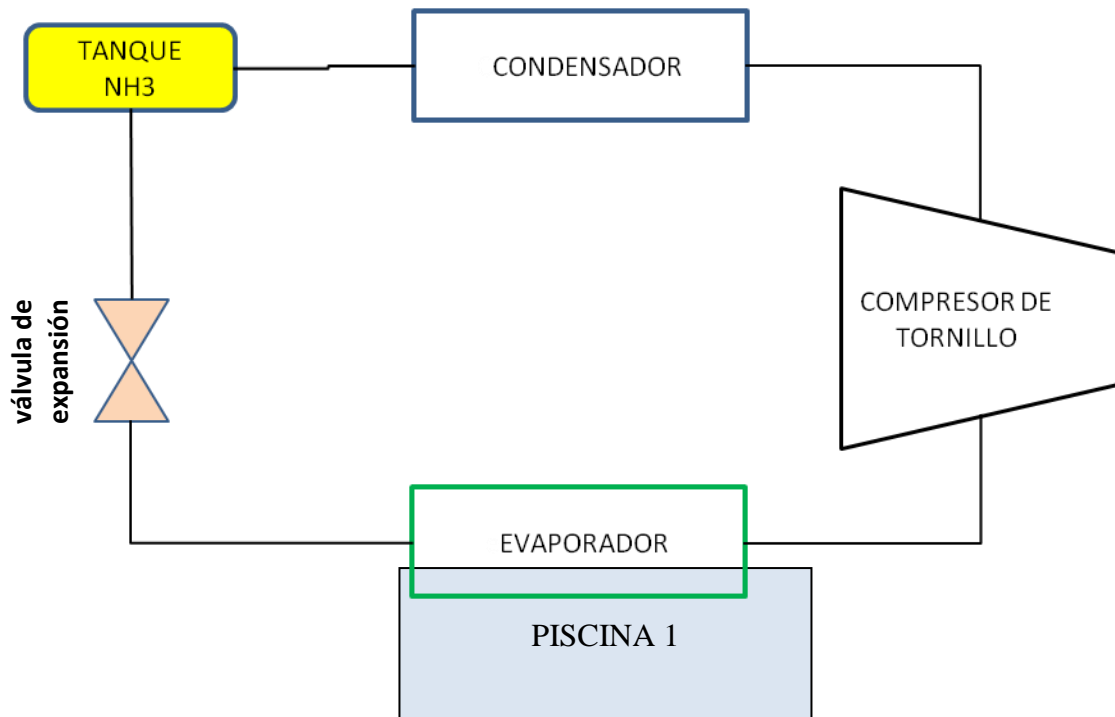 TANQUE
NH3
CONDENSADOR
COMPRESOR DE
TORNILLO
válvula de
expansión
EVAPORADOR
PISCINA 1